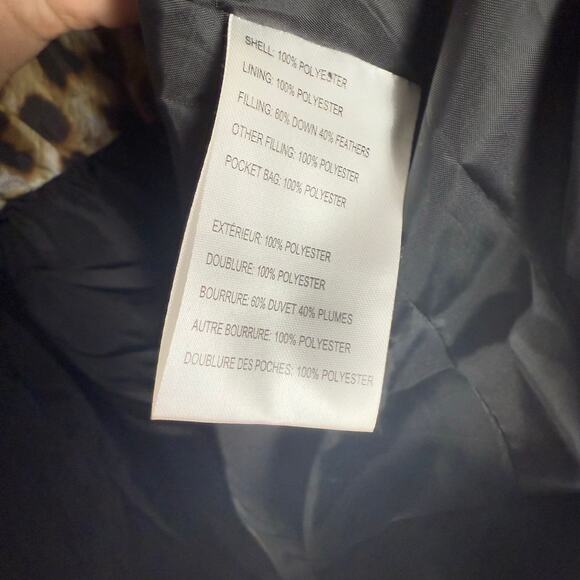 SHELL: 100% POLYESTER
LINING: 100% POLYESTER
FILLING: 60% DOWN 40% FEATHERS
OTHER FILLING: 100% POLYESTER
POCKET BAG: 100% POLYESTER
EXTÉRIEUR: 100% POLYESTER
DOUBLURE: 100% POLYESTER
BOURRURE: 60% DUVET 40% PLUMES
AUTRE BOURRURE: 100% POLYESTER
DOUBLURE DES POCHES: 100% POLYESTER